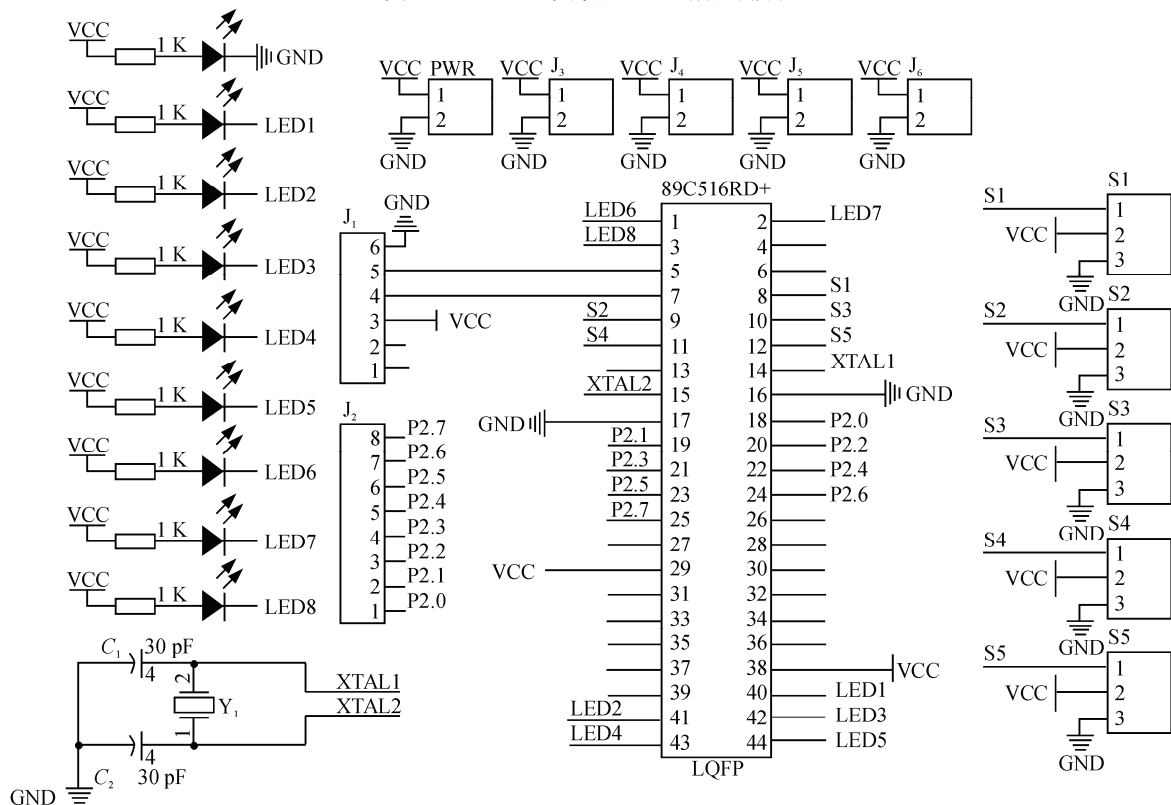 VCC 1 K GND
VCC 1 K LED1
VCC 1 K LED2
VCC 1 K LED3
VCC 1 K LED4
VCC 1 K LED5
VCC 1 K LED6
VCC 1 K LED7
VCC 1 K LED8
VCC PWR
1
2
GND
VCC J3
1
2
GND
VCC J4
1
2
GND
VCC J5
1
2
GND
VCC J6
1
2
GND
J1
GND
6
5
4
3 VCC
2
1
J2
8 P2.7
7 P2.6
6 P2.5
5 P2.4
4 P2.3
3 P2.2
2 P2.1
1 P2.0
89C516RD+
LED6 1 2 LED7
LED8 3 4
5 6
7 8 S1
S2 9 10 S3
S4 11 12 S5
13 14 XTAL1
XTAL2 15 16 GND
GND 17 18 P2.0
P2.1 19 20 P2.2
P2.3 21 22 P2.4
P2.5 23 24 P2.6
P2.7 25 26
27 28
VCC 29 30
31 32
33 34
35 36
37 38 VCC
39 40 LED1
LED2 41 42 LED3
LED4 43 44 LED5
LQFP
S1 S1
1
VCC 2
3
GND
S2 S2
1
VCC 2
3
GND
S3 S3
1
VCC 2
3
GND
S4 S4
1
VCC 2
3
GND
S5 S5
1
VCC 2
3
GND
C1 30 pF
4
2 XTAL1
Y1
1 XTAL2
4
C2 30 pF
GND